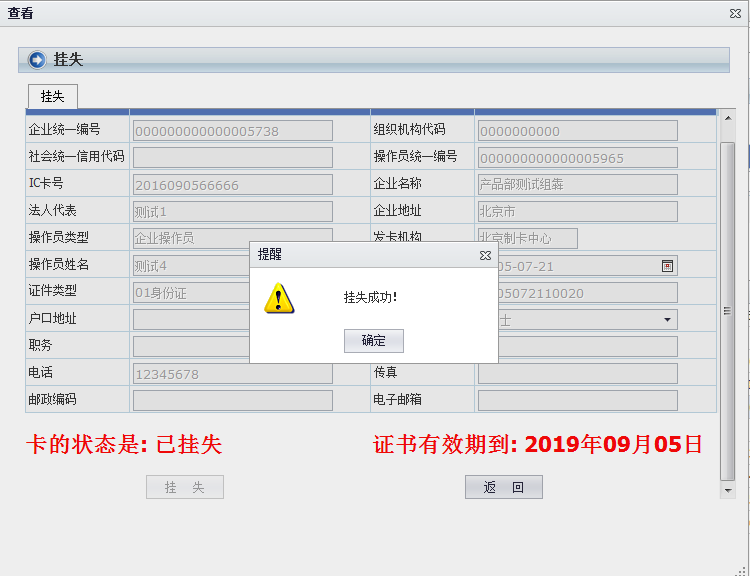 查看
挂失
挂失
企业统一编号 000000000000005738 组织机构代码 0000000000
社会统一信用代码 操作员统一编号 000000000000005965
IC卡号 2016090566666 企业名称 产品部测试组犇
法人代表 测试1 企业地址 北京市
操作员类型 企业操作员 发卡机构 北京制卡中心
提醒
操作员姓名 测试4 05-07-21
证件类型 01身份证 05072110020
挂失成功!
户口地址 士
确定
职务
电话 12345678 传真
邮政编码 电子邮箱
卡的状态是: 已挂失 证书有效期到: 2019年09月05日
挂 失 返 回